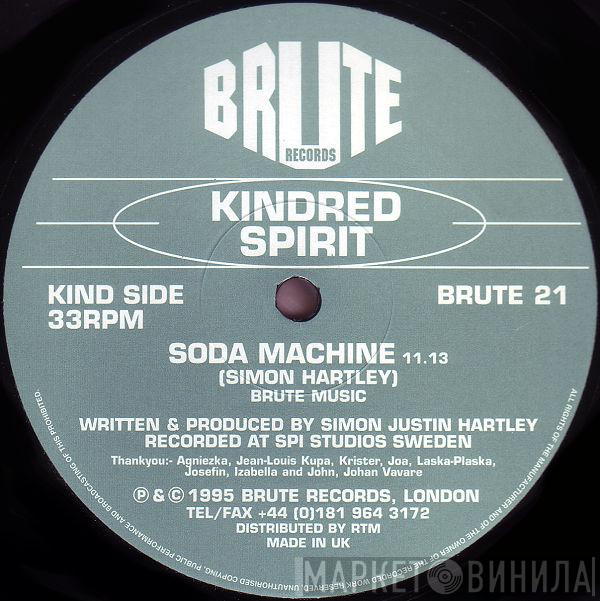 BRUTE
RECORDS
KINDRED
SPIRIT
KIND SIDE
33RPM
BRUTE 21
SODA MACHINE 11.13
(SIMON HARTLEY)
BRUTE MUSIC
WRITTEN & PRODUCED BY SIMON JUSTIN HARTLEY
RECORDED AT SPI STUDIOS SWEDEN
Thankyou:- Agniezka, Jean-Louis Kupa, Krister, Joa, Laska-Plaska,
Josefin, Izabella and John, Johan Vavare
℗ & © 1995 BRUTE RECORDS, LONDON
TEL/FAX +44 (0)181 964 3172
DISTRIBUTED BY RTM
MADE IN UK
ALL RIGHTS OF THE MANUFACTURER AND OF THE OWNER OF THE RECORDED WORK RESERVED. UNAUTHORISED COPYING, PUBLIC PERFORMANCE AND BROADCASTING OF THIS PROHIBITED.
МАРКЕТ ВИНИЛА